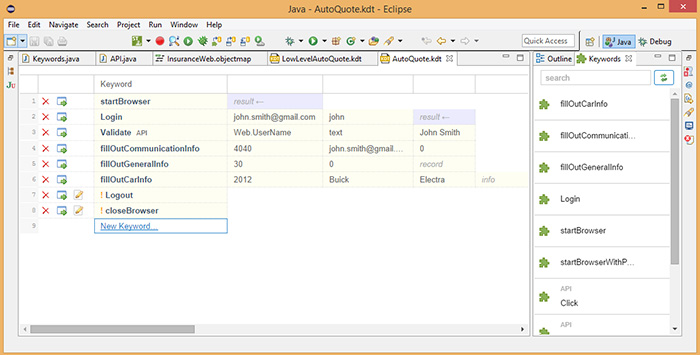 Java - AutoQuote.kdt - Eclipse
File Edit Navigate Search Project Run Window Help
Quick Access Java Debug
Keywords.java API.java InsuranceWeb.objectmap LowLevelAutoQuote.kdt AutoQuote.kdt
Outline Keywords
Keyword
1 startBrowser result ←
2 Login john.smith@gmail.com john result ←
3 Validate API Web.UserName text John Smith
4 fillOutCommunicationInfo 4040 john.smith@gmail.... 0
5 fillOutGeneralInfo 30 0 record
6 fillOutCarInfo 2012 Buick Electra info
7 ! Logout
8 ! closeBrowser
9 New Keyword...
search
fillOutCarInfo
fillOutCommunicati...
fillOutGeneralInfo
Login
startBrowser
startBrowserWithP...
API
Click
API
Ju